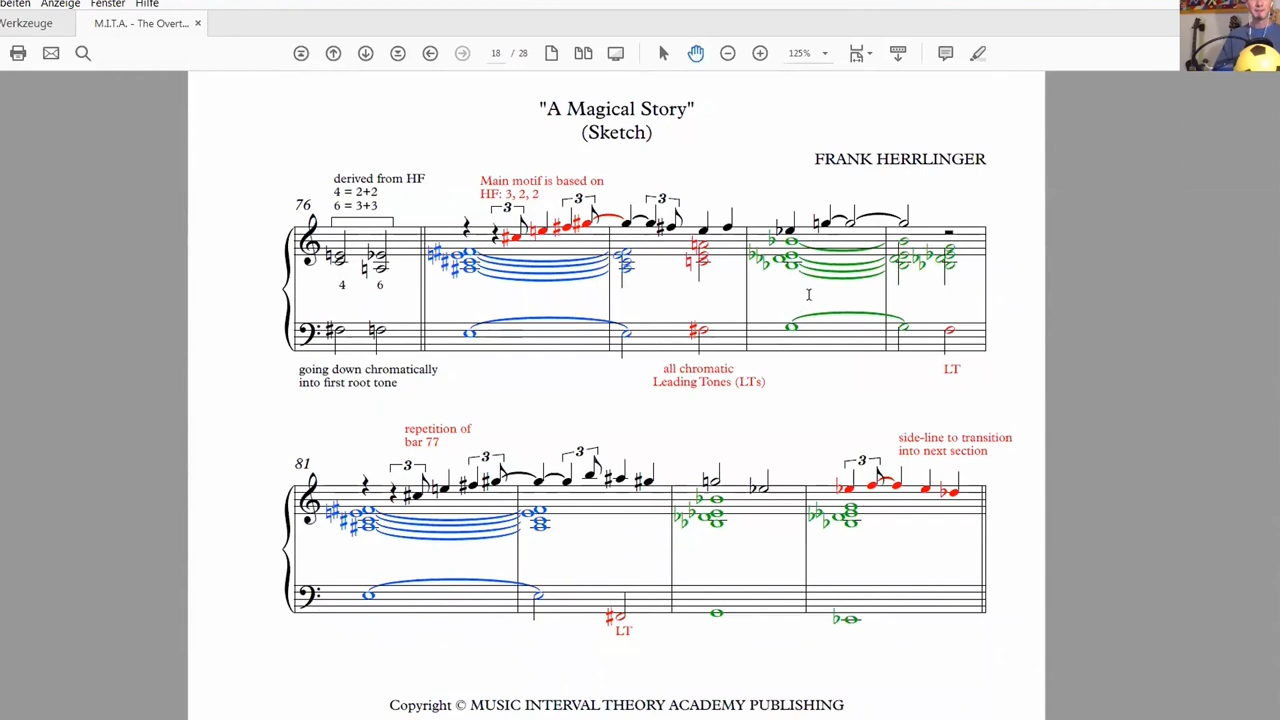 beiten Anzeige Fenster Hilfe
Werkzeuge M.I.T.A. - The Overt... ×
18 / 28 125%
"A Magical Story"
(Sketch)
FRANK HERRLINGER
derived from HF
4 = 2+2
6 = 3+3
Main motif is based on
HF: 3, 2, 2
76
3 3 3
4 6
going down chromatically
into first root tone
all chromatic
Leading Tones (LTs)
LT
repetition of
bar 77
side-line to transition
into next section
81
3 3 3 3
LT
Copyright © MUSIC INTERVAL THEORY ACADEMY PUBLISHING